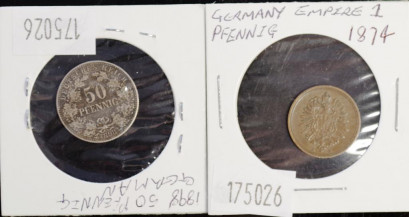 175026
50
PFENNIG
1898 50 PFENNIG
GERMAN
GERMANY EMPIRE 1
PFENNIG 1874
175026